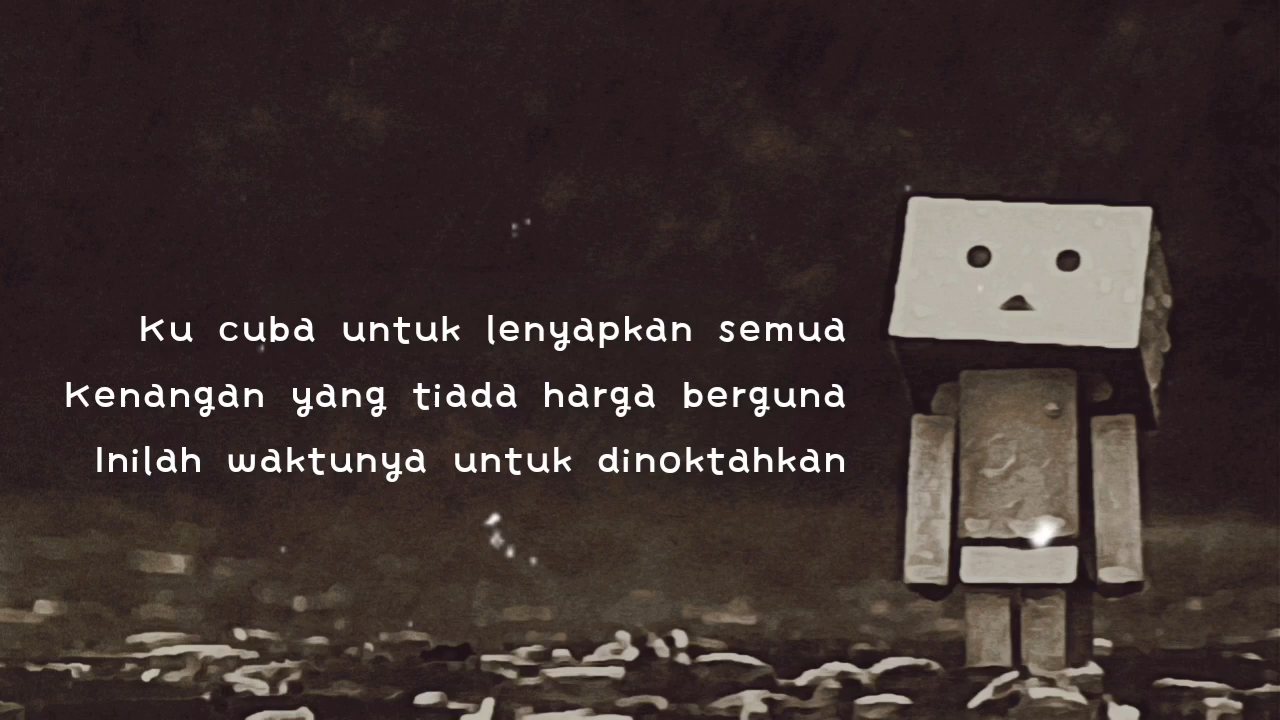 Ku cuba untuk lenyapkan semua
Kenangan yang tiada harga berguna
Inilah waktunya untuk dinoktahkan